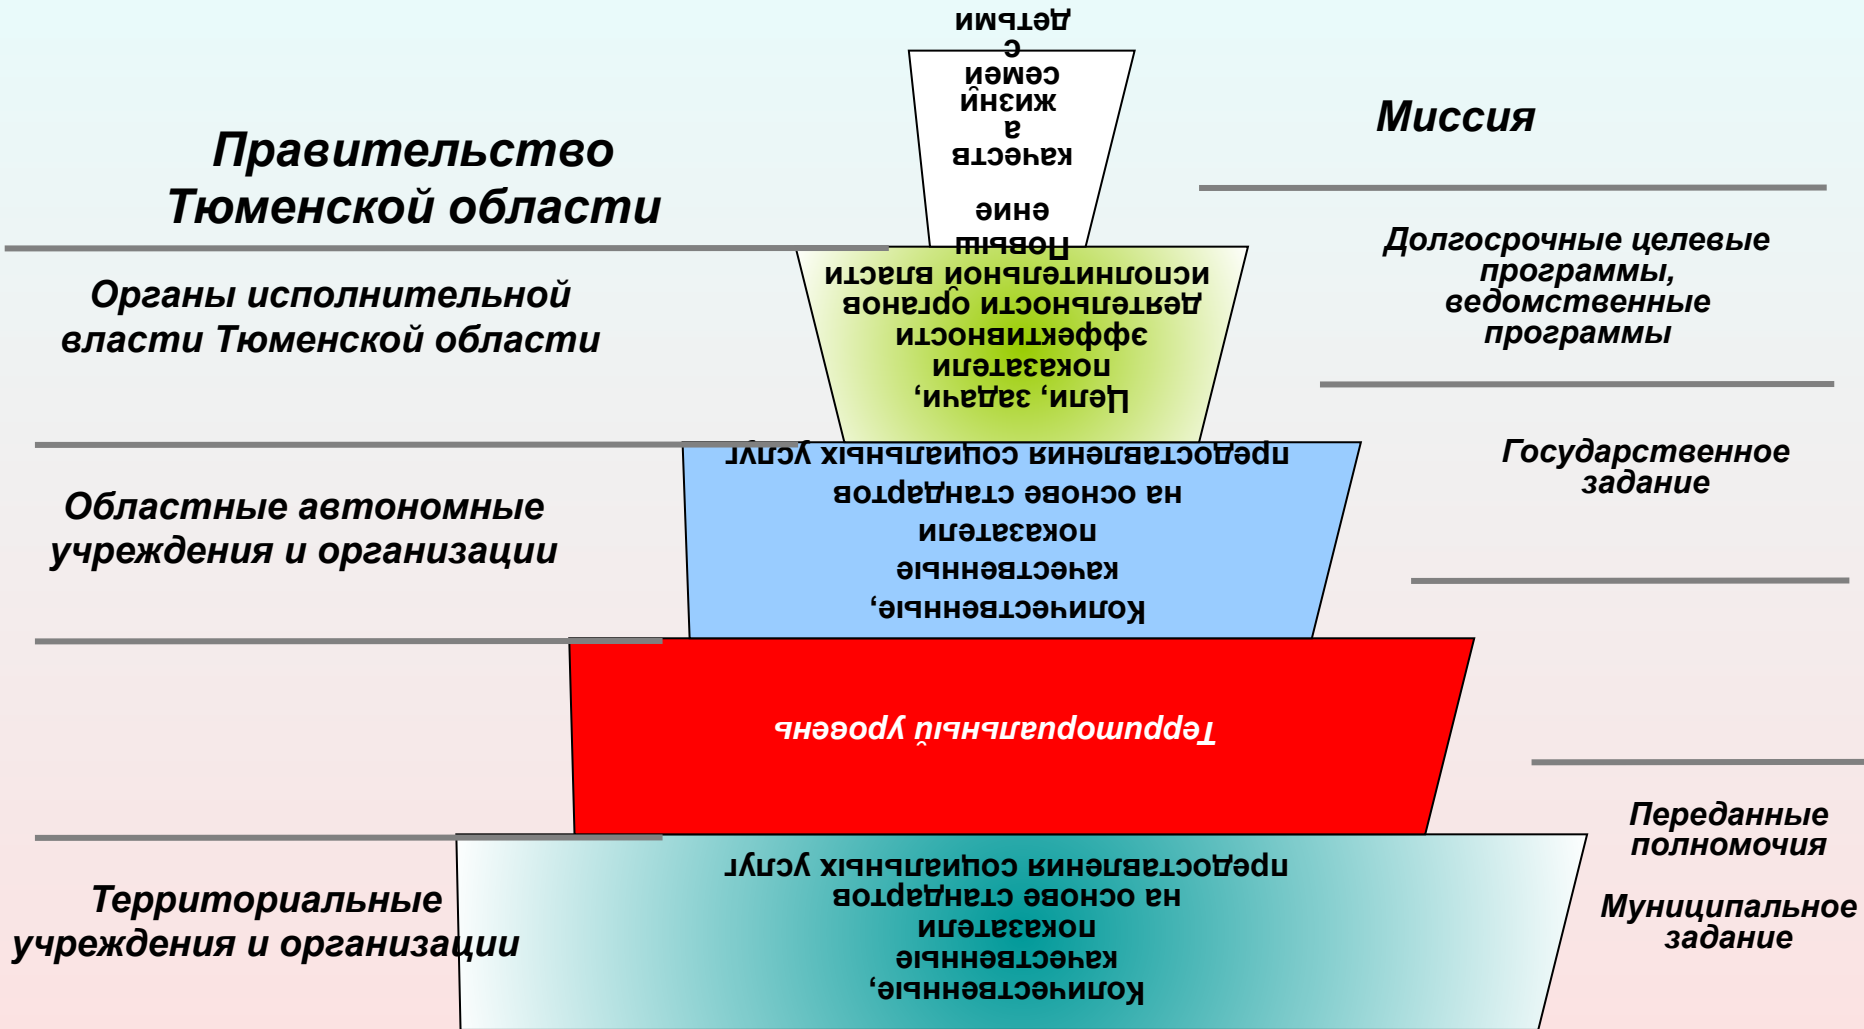 Правительство
Тюменской области
Органы исполнительной
власти Тюменской области
Областные автономные
учреждения и организации
Территориальные
учреждения и организации
Повыш
ение
качеств
а
жизни
семей
с
детьми
Цели, задачи,
показатели
эффективности
деятельности органов
исполнительной власти
Количественные,
качественные
показатели
на основе стандартов
предоставления социальных услуг
Территориальный уровень
Количественные,
качественные
показатели
на основе стандартов
предоставления социальных услуг
Миссия
Долгосрочные целевые
программы,
ведомственные
программы
Государственное
задание
Переданные
полномочия
Муниципальное
задание